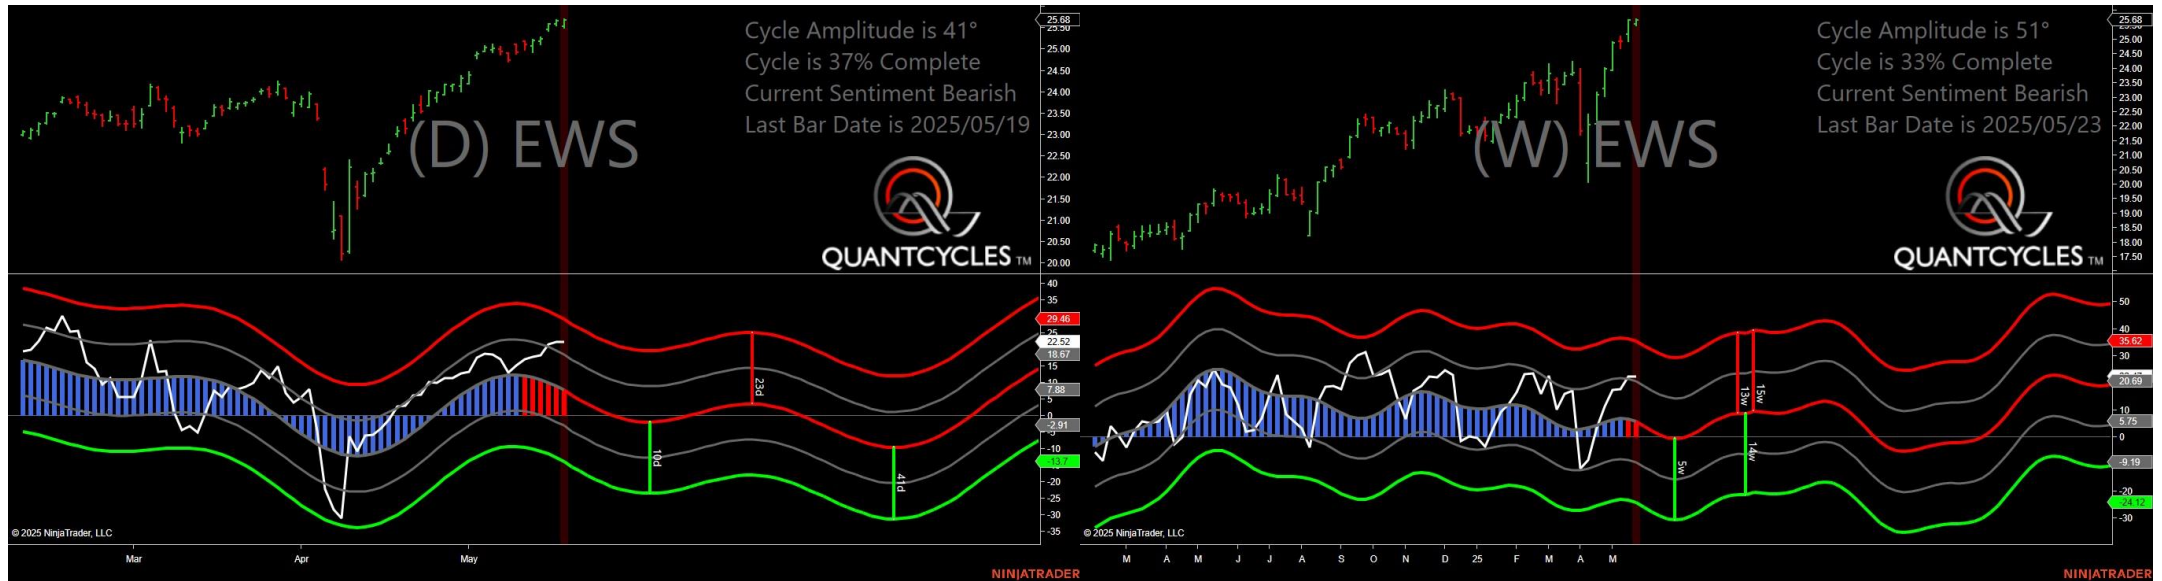 Cycle Amplitude is 41°
Cycle is 37% Complete
Current Sentiment Bearish
Last Bar Date is 2025/05/19
(D) EWS
QUANTCYCLES TM
25.68
25.50
25.00
24.50
24.00
23.50
23.00
22.50
22.00
21.50
21.00
20.50
20.00
40
35
29.46
25
22.52
18.67
15
10
7.88
5
0
-2.91
-10
-13.7
-20
-25
-30
-35
10d
23d
41d
© 2025 NinjaTrader, LLC
Mar
Apr
May
NINJATRADER
Cycle Amplitude is 51°
Cycle is 33% Complete
Current Sentiment Bearish
Last Bar Date is 2025/05/23
(W) EWS
QUANTCYCLES TM
25.68
25.00
24.50
24.00
23.50
23.00
22.50
22.00
21.50
21.00
20.50
20.00
19.50
19.00
18.50
18.00
17.50
50
40
35.62
30
20.69
10
5.75
0
-9.19
-20
-24.12
-30
5w
13w
14w
15w
© 2025 NinjaTrader, LLC
M A M J J A S O N D 25 F M A M
NINJATRADER